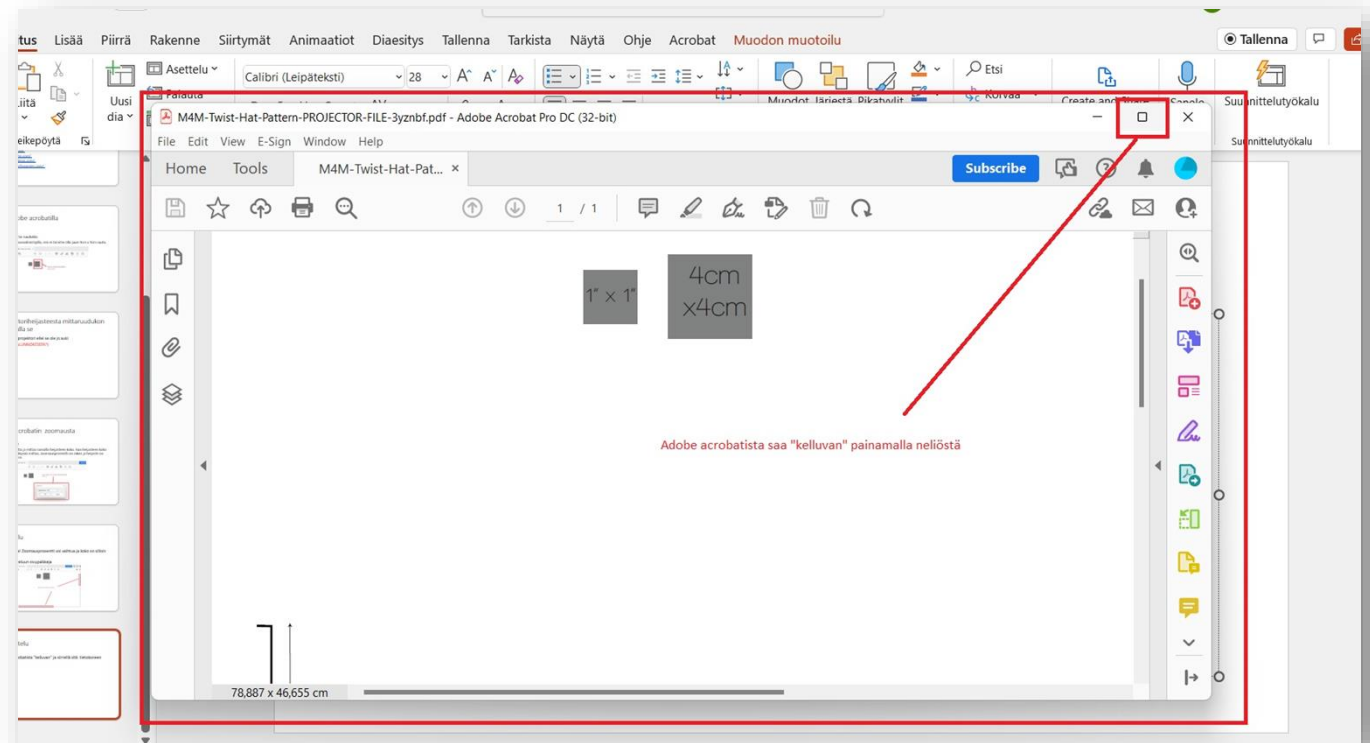 tus Lisää Piirrä Rakenne Siirtymät Animaatiot Diaesitys Tallenna Tarkista Näytä Ohje Acrobat Muodon muotoilu
Tallenna
Asettelu
Calibri (Leipäteksti) 28
Etsi
Uusi
dia
Palauta
Muodot Järjestä Pikatyylit
Korvaa
Create and Share
Sanele
Suunnittelutyökalu
eikepöytä
Suunnittelutyökalu
M4M-Twist-Hat-Pattern-PROJECTOR-FILE-3yznbf.pdf - Adobe Acrobat Pro DC (32-bit)
File Edit View E-Sign Window Help
Home Tools M4M-Twist-Hat-Pat... ×
Subscribe
1 / 1
1" x 1"
4cm
x4cm
Adobe acrobatista saa "kelluvan" painamalla neliöstä
78,887 x 46,655 cm